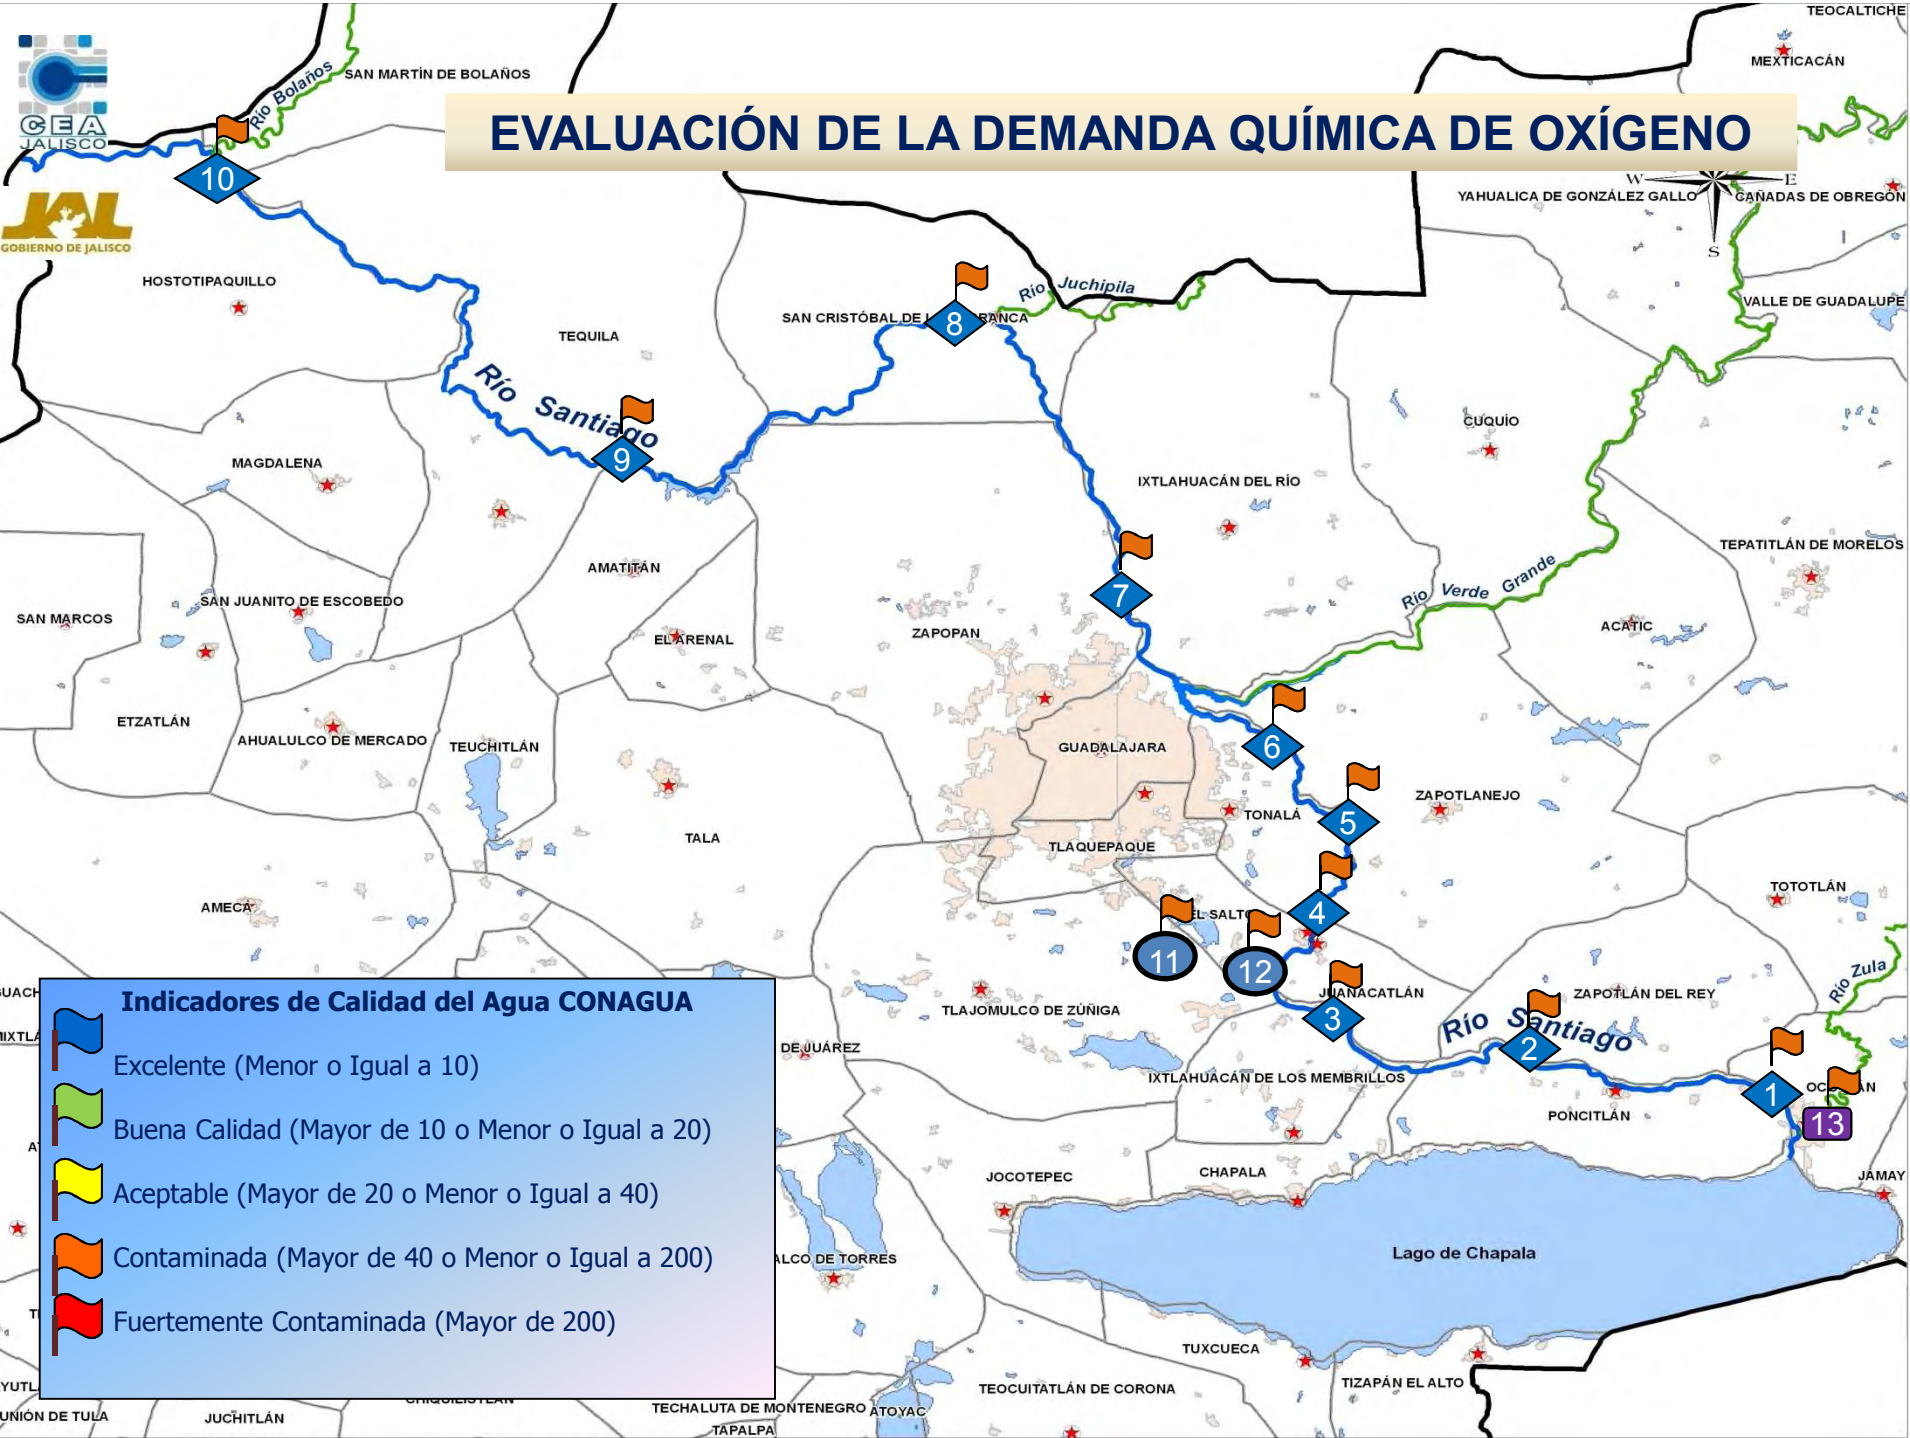 TEOCALTICHE
MEXTICACÁN
SAN MARTÍN DE BOLAÑOS
Río Bolaños
CEA
JALISCO
EVALUACIÓN DE LA DEMANDA QUÍMICA DE OXÍGENO
10
W
E
S
YAHUALICA DE GONZÁLEZ GALLO
CAÑADAS DE OBREGÓN
JAL
GOBIERNO DE JALISCO
HOSTOTIPAQUILLO
Río Juchipila
VALLE DE GUADALUPE
SAN CRISTÓBAL DE
RANCA
8
TEQUILA
Río Santiago
CUQUÍO
9
MAGDALENA
IXTLAHUACÁN DEL RÍO
TEPATITLÁN DE MORELOS
AMATITÁN
7
Río Verde Grande
SAN JUANITO DE ESCOBEDO
SAN MARCOS
ACATIC
EL ARENAL
ZAPOPAN
ETZATLÁN
AHUALULCO DE MERCADO
TEUCHITLÁN
GUADALAJARA
6
ZAPOTLANEJO
TONALÁ
5
TALA
TLAQUEPAQUE
TOTOTLÁN
AMECA
EL SALTO
4
11
12
Río Zula
JUANACATLÁN
ZAPOTLÁN DEL REY
TLAJOMULCO DE ZÚÑIGA
3
Río Santiago
2
DE JUÁREZ
IXTLAHUACÁN DE LOS MEMBRILLOS
1
PONCITLÁN
13
JOCOTEPEC
CHAPALA
JAMAY
Lago de Chapala
ALCO DE TORRES
TUXCUECA
TIZAPÁN EL ALTO
TEOCUITATLÁN DE CORONA
Indicadores de Calidad del Agua CONAGUA
Excelente (Menor o Igual a 10)
Buena Calidad (Mayor de 10 o Menor o Igual a 20)
Aceptable (Mayor de 20 o Menor o Igual a 40)
Contaminada (Mayor de 40 o Menor o Igual a 200)
Fuertemente Contaminada (Mayor de 200)
UNIÓN DE TULA
JUCHITLÁN
TECHALUTA DE MONTENEGRO
ATOYAC
TAPALPA